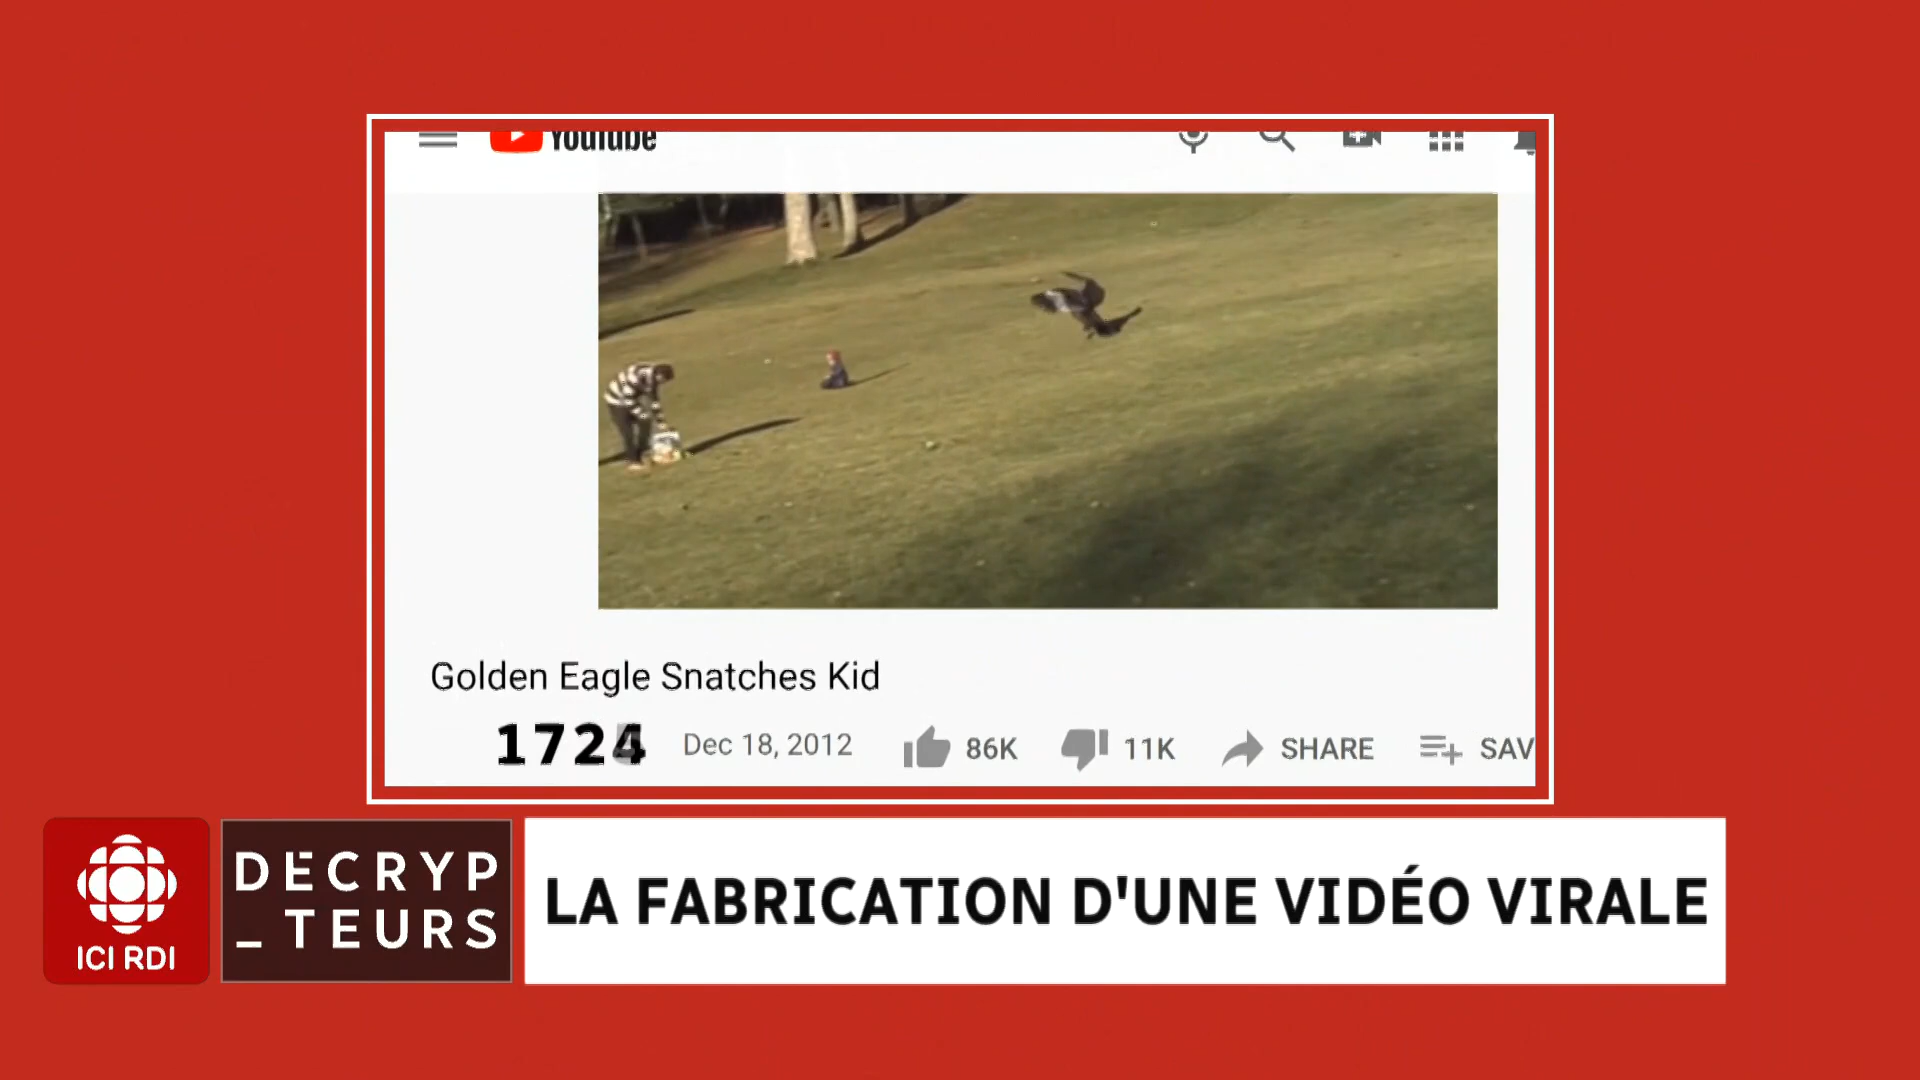 YouTube
Golden Eagle Snatches Kid
1724 Dec 18, 2012 86K 11K SHARE SAV
DÉCRYP
_TEURS
ICI RDI
LA FABRICATION D'UNE VIDÉO VIRALE